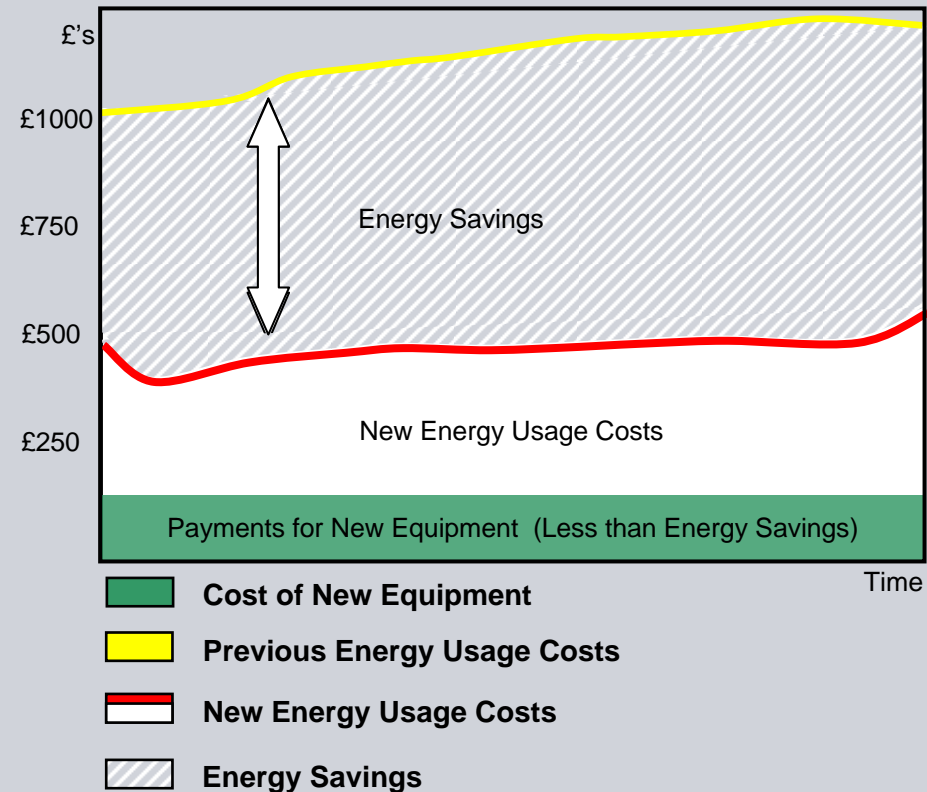 £'s
£1000
£750
£500
£250
Energy Savings
New Energy Usage Costs
Payments for New Equipment (Less than Energy Savings)
Time
Cost of New Equipment
Previous Energy Usage Costs
New Energy Usage Costs
Energy Savings